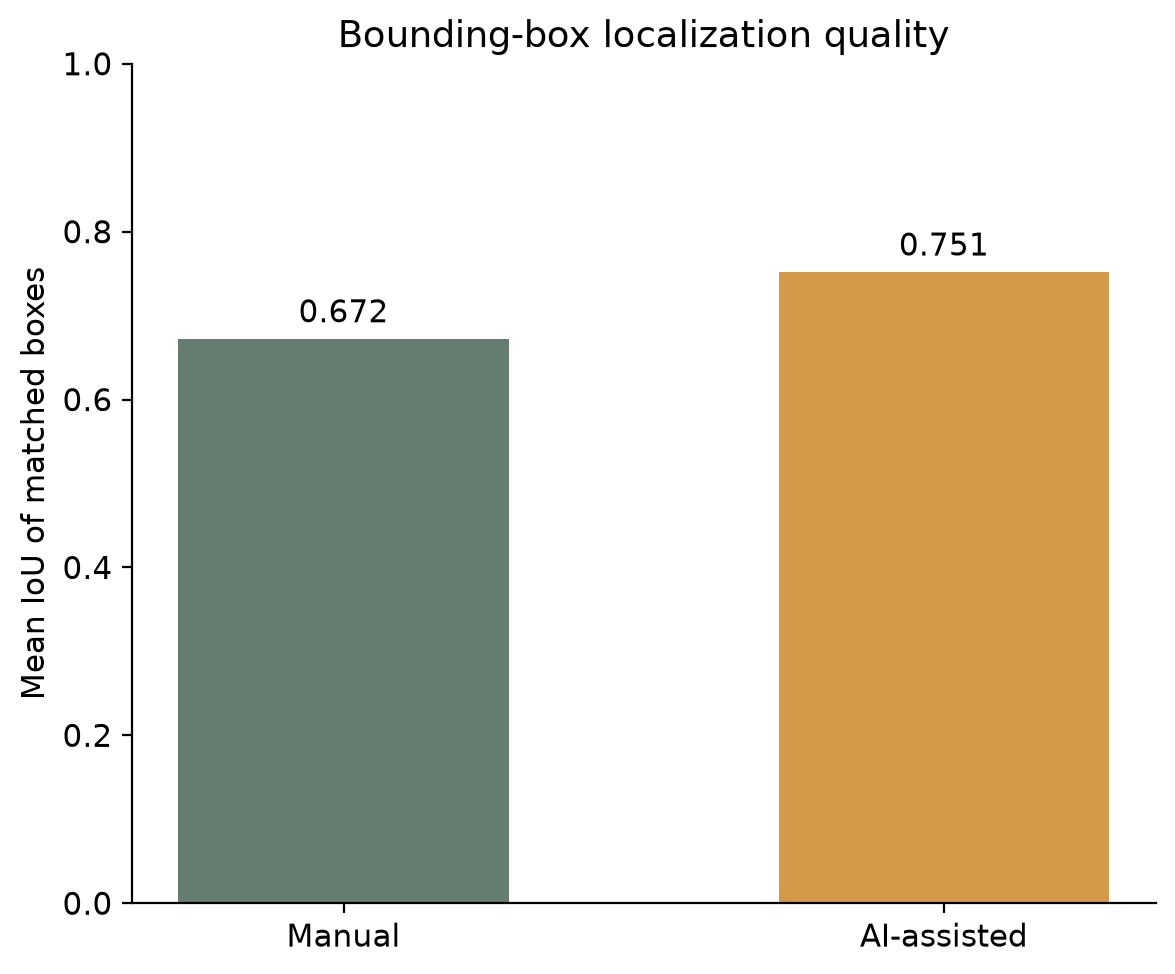 Bounding-box localization quality
Mean IoU of matched boxes
1.0
0.8
0.6
0.4
0.2
0.0
0.672
0.751
Manual
AI-assisted